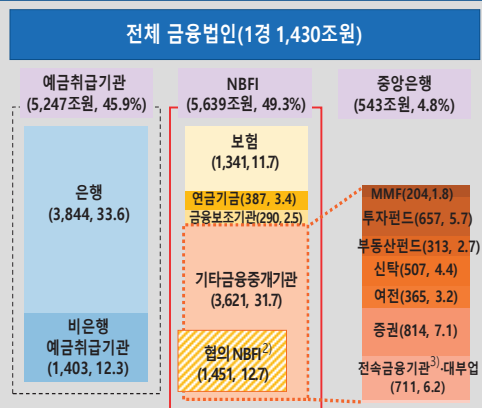 전체 금융법인(1경 1,430조원)
예금취급기관
(5,247조원, 45.9%)
은행
(3,844, 33.6)
비은행
예금취급기관
(1,403, 12.3)
NBFI
(5,639조원, 49.3%)
보험
(1,341,11.7)
연금기금(387, 3.4)
금융보조기관(290, 2.5)
기타금융중개기관
(3,621, 31.7)
협의 NBFI2)
(1,451, 12.7)
중앙은행
(543조원, 4.8%)
MMF(204,1.8)
투자펀드(657, 5.7)
부동산펀드(313, 2.7)
신탁(507, 4.4)
여전(365, 3.2)
증권(814, 7.1)
전속금융기관3)·대부업
(711, 6.2)